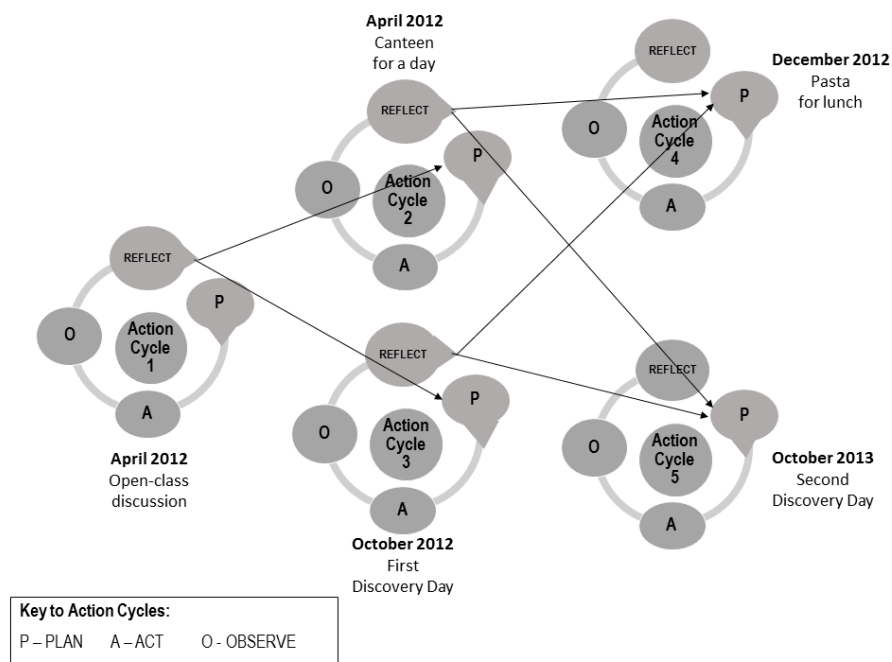 April 2012
Canteen
for a day
REFLECT
P
O
Action
Cycle
2
A
REFLECT
December 2012
Pasta
for lunch
P
O
Action
Cycle
4
A
REFLECT
P
O
Action
Cycle
1
A
April 2012
Open-class
discussion
REFLECT
P
O
Action
Cycle
3
A
October 2012
First
Discovery Day
REFLECT
P
O
Action
Cycle
5
A
October 2013
Second
Discovery Day
Key to Action Cycles:
P – PLAN A – ACT O - OBSERVE